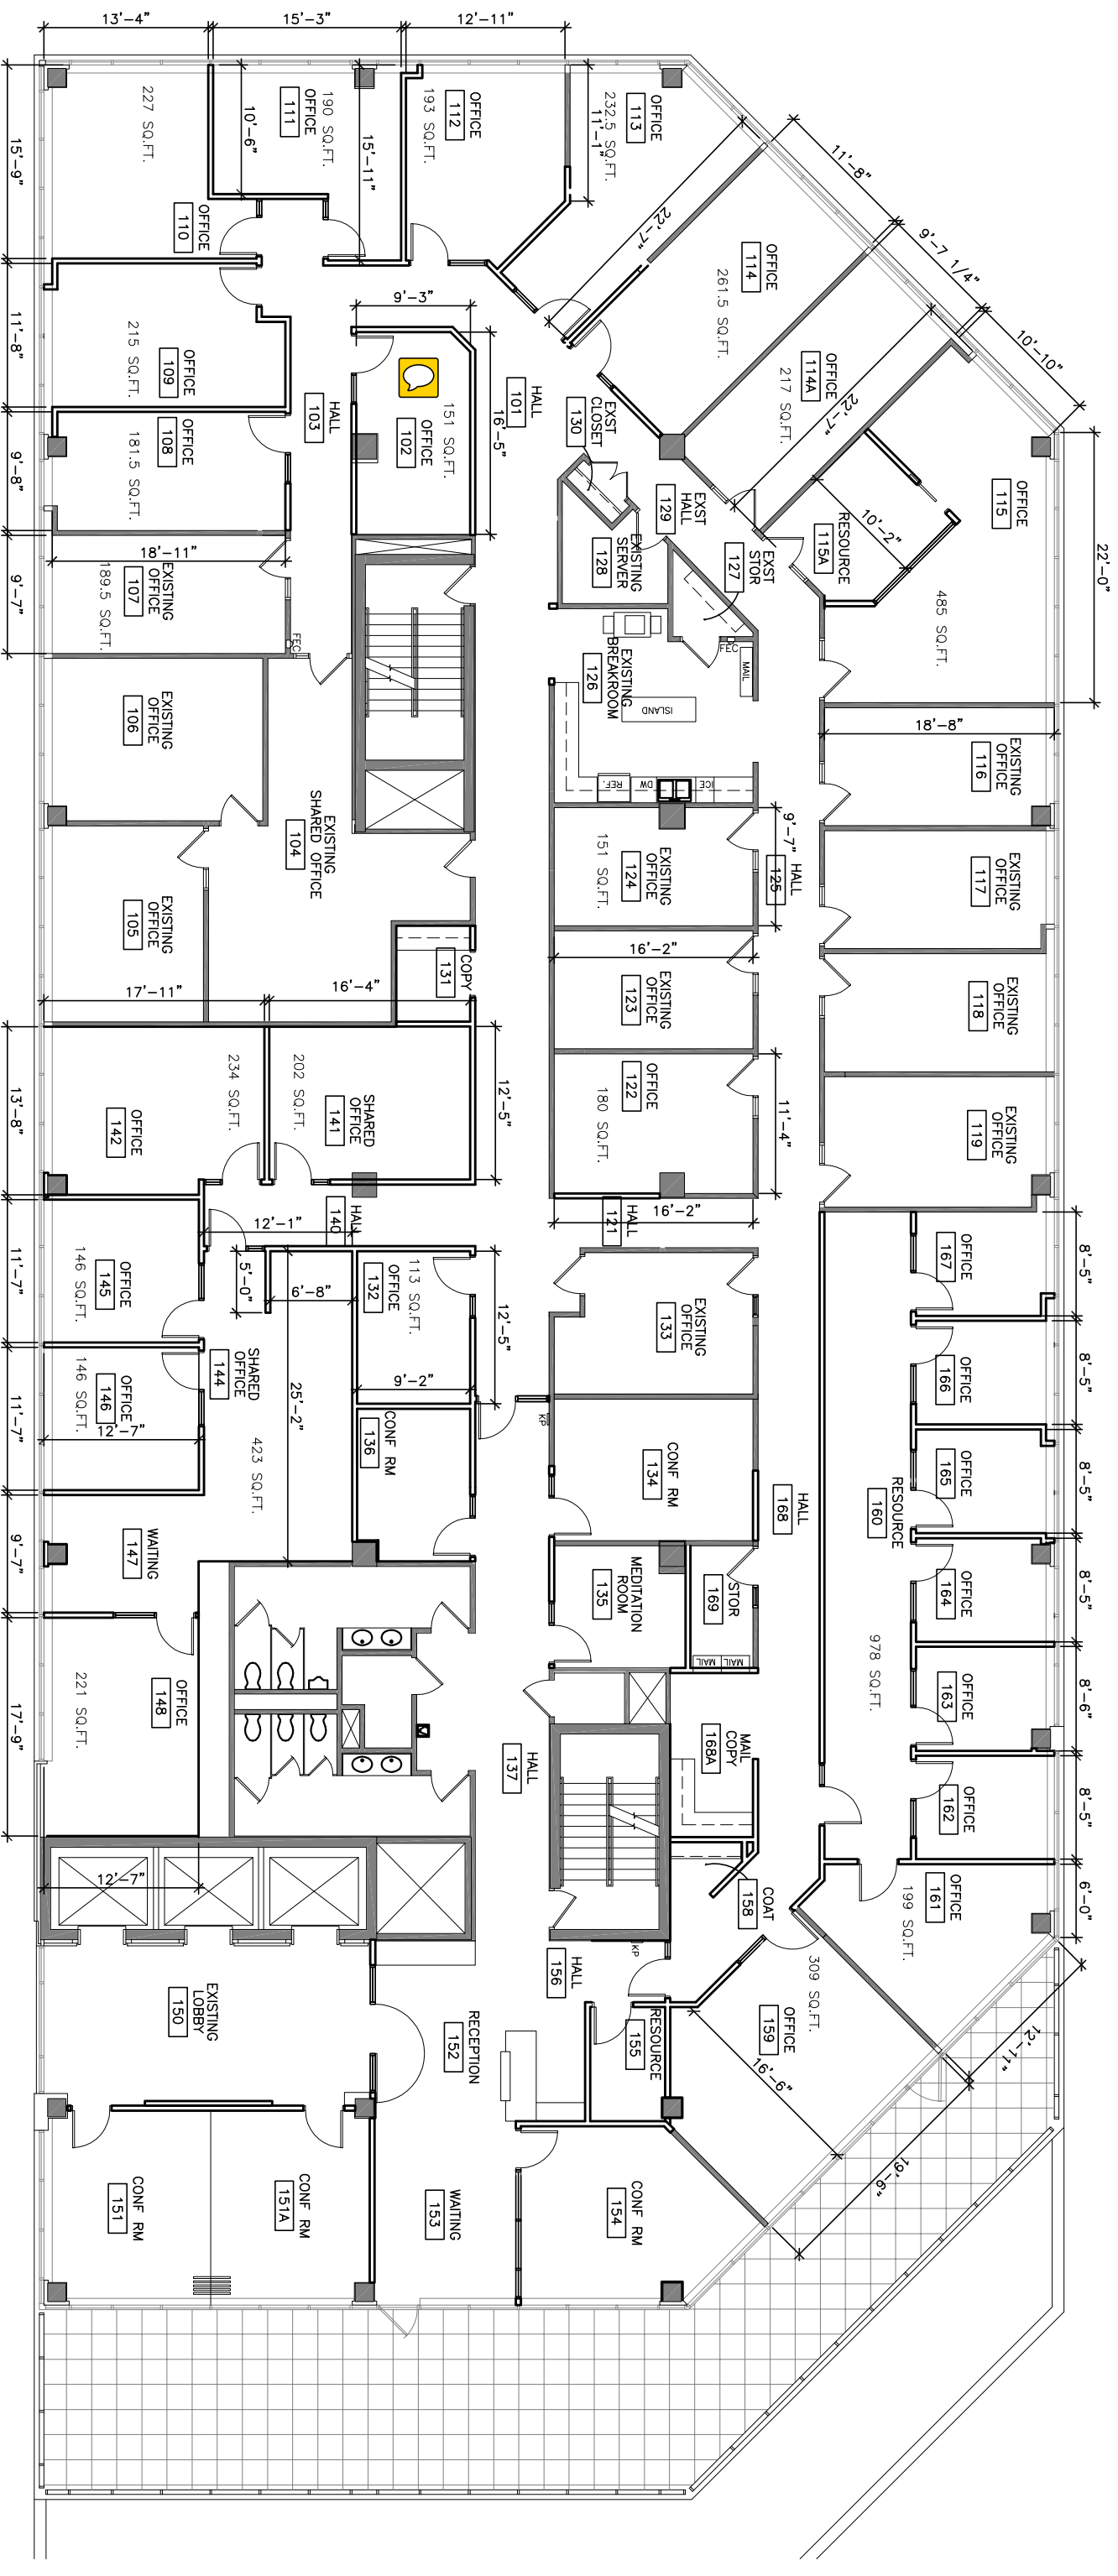 13'-4"
15'-3"
12'-11"
15'-9"
11'-8"
9'-8"
9'-7"
13'-8"
11'-7"
11'-7"
9'-7"
17'-9"
227 SQ.FT.
OFFICE
110
10'-6"
OFFICE
111
190 SQ.FT.
15'-11"
193 SQ.FT.
OFFICE
112
232.5 SQ.FT.
11'-1"
OFFICE
113
22'-7"
11'-8"
OFFICE
114
261.5 SQ.FT.
9'-7 1/4"
OFFICE
114A
217 SQ.FT.
22'-7"
10'-10"
OFFICE
115
22'-0"
485 SQ.FT.
RESOURCE
115A
10'-2"
9'-3"
16'-5"
151 SQ.FT.
OFFICE
102
HALL
101
HALL
103
OFFICE
109
215 SQ.FT.
OFFICE
108
181.5 SQ.FT.
18'-11"
EXISTING
OFFICE
107
189.5 SQ.FT.
FEC
EXST
CLOSET
130
EXST
HALL
129
EXISTING
SERVER
128
EXST
STOR
127
FEC
MAIL
EXISTING
BREAKROOM
126
ISLAND
REF.
DW
ICE
EXISTING
OFFICE
106
EXISTING
SHARED OFFICE
104
EXISTING
OFFICE
105
COPY
131
18'-8"
EXISTING
OFFICE
116
EXISTING
OFFICE
117
EXISTING
OFFICE
118
EXISTING
OFFICE
119
9'-7"
HALL
125
EXISTING
OFFICE
124
151 SQ.FT.
16'-2"
EXISTING
OFFICE
123
OFFICE
122
180 SQ.FT.
11'-4"
16'-2"
HALL
121
17'-11"
16'-4"
12'-5"
234 SQ.FT.
202 SQ.FT.
OFFICE
142
SHARED
OFFICE
141
HALL
140
12'-1"
5'-0"
6'-8"
OFFICE
132
113 SQ.FT.
12'-5"
9'-2"
25'-2"
OFFICE
145
146 SQ.FT.
SHARED
OFFICE
144
423 SQ.FT.
OFFICE
146
146 SQ.FT.
12'-7"
CONF RM
136
KP
EXISTING
OFFICE
133
CONF RM
134
HALL
168
MEDITATION
ROOM
135
STOR
169
MAIL
MAIL
WAITING
147
OFFICE
148
221 SQ.FT.
12'-7"
HALL
137
MAIL
COPY
168A
COAT
158
OFFICE
167
8'-5"
OFFICE
166
8'-5"
OFFICE
165
8'-5"
RESOURCE
160
OFFICE
164
8'-5"
978 SQ.FT.
OFFICE
163
8'-6"
OFFICE
162
8'-5"
OFFICE
161
199 SQ.FT.
6'-0"
12'-11"
309 SQ.FT.
OFFICE
159
16'-6"
19'-6"
KP
HALL
156
RESOURCE
155
EXISTING
LOBBY
150
RECEPTION
152
CONF RM
151
CONF RM
151A
WAITING
153
CONF RM
154